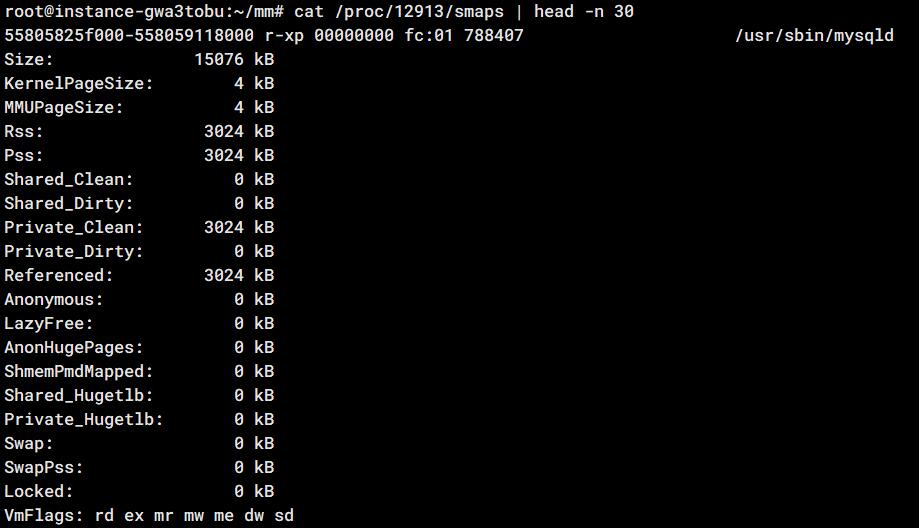 root@instance-gwa3tobu:~/mm# cat /proc/12913/smaps | head -n 30
55805825f000-558059118000 r-xp 00000000 fc:01 788407                     /usr/sbin/mysqld
Size:              15076 kB
KernelPageSize:        4 kB
MMUPageSize:           4 kB
Rss:                3024 kB
Pss:                3024 kB
Shared_Clean:          0 kB
Shared_Dirty:          0 kB
Private_Clean:      3024 kB
Private_Dirty:         0 kB
Referenced:         3024 kB
Anonymous:             0 kB
LazyFree:              0 kB
AnonHugePages:         0 kB
ShmemPmdMapped:        0 kB
Shared_Hugetlb:        0 kB
Private_Hugetlb:       0 kB
Swap:                  0 kB
SwapPss:               0 kB
Locked:                0 kB
VmFlags: rd ex mr mw me dw sd